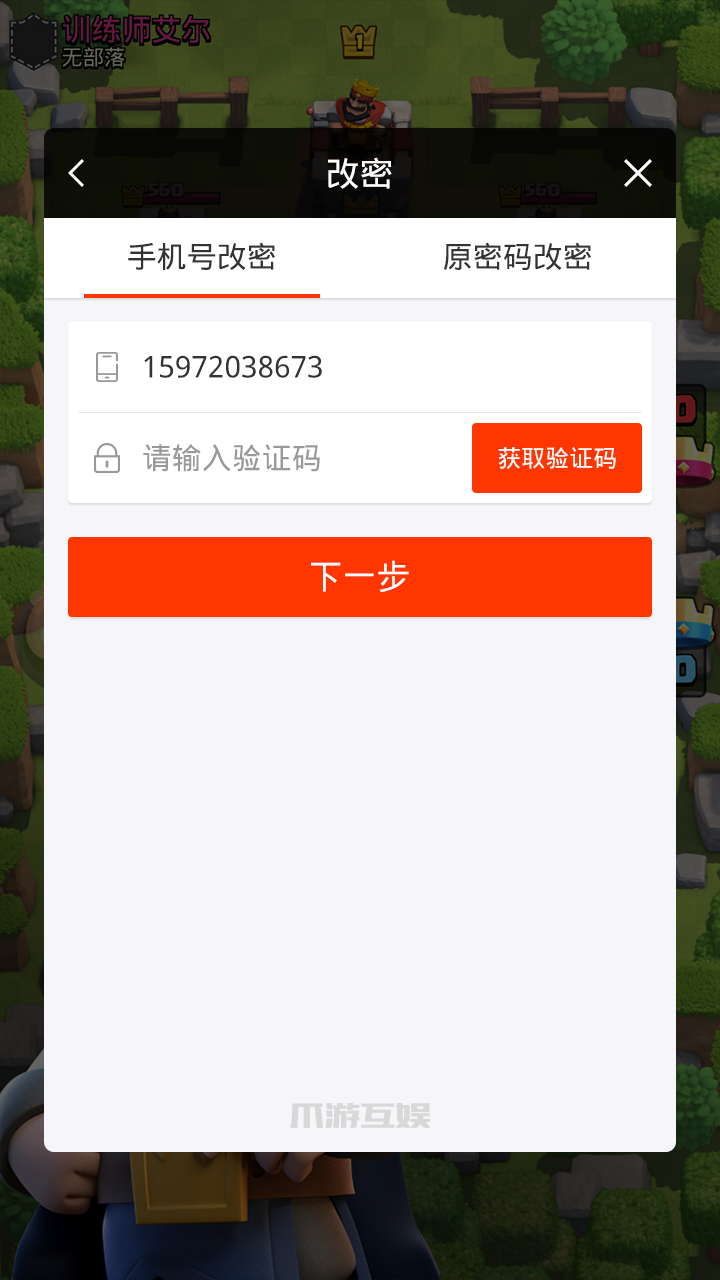 训练师艾尔
无部落
1
改密
560
560
手机号改密
原密码改密
15972038673
请输入验证码
获取验证码
下一步
爪游互娱